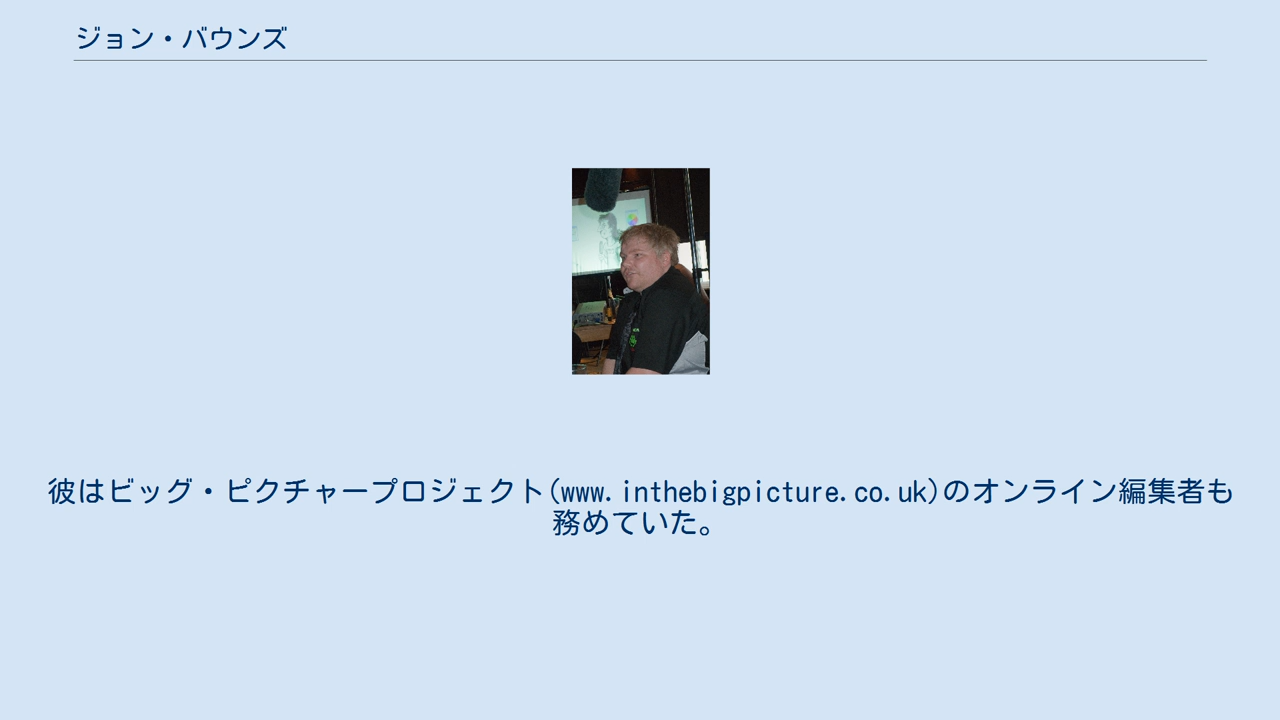 ジョン・バウンズ
彼はビッグ・ピクチャープロジェクト(www.inthebigpicture.co.uk)のオンライン編集者も
務めていた。